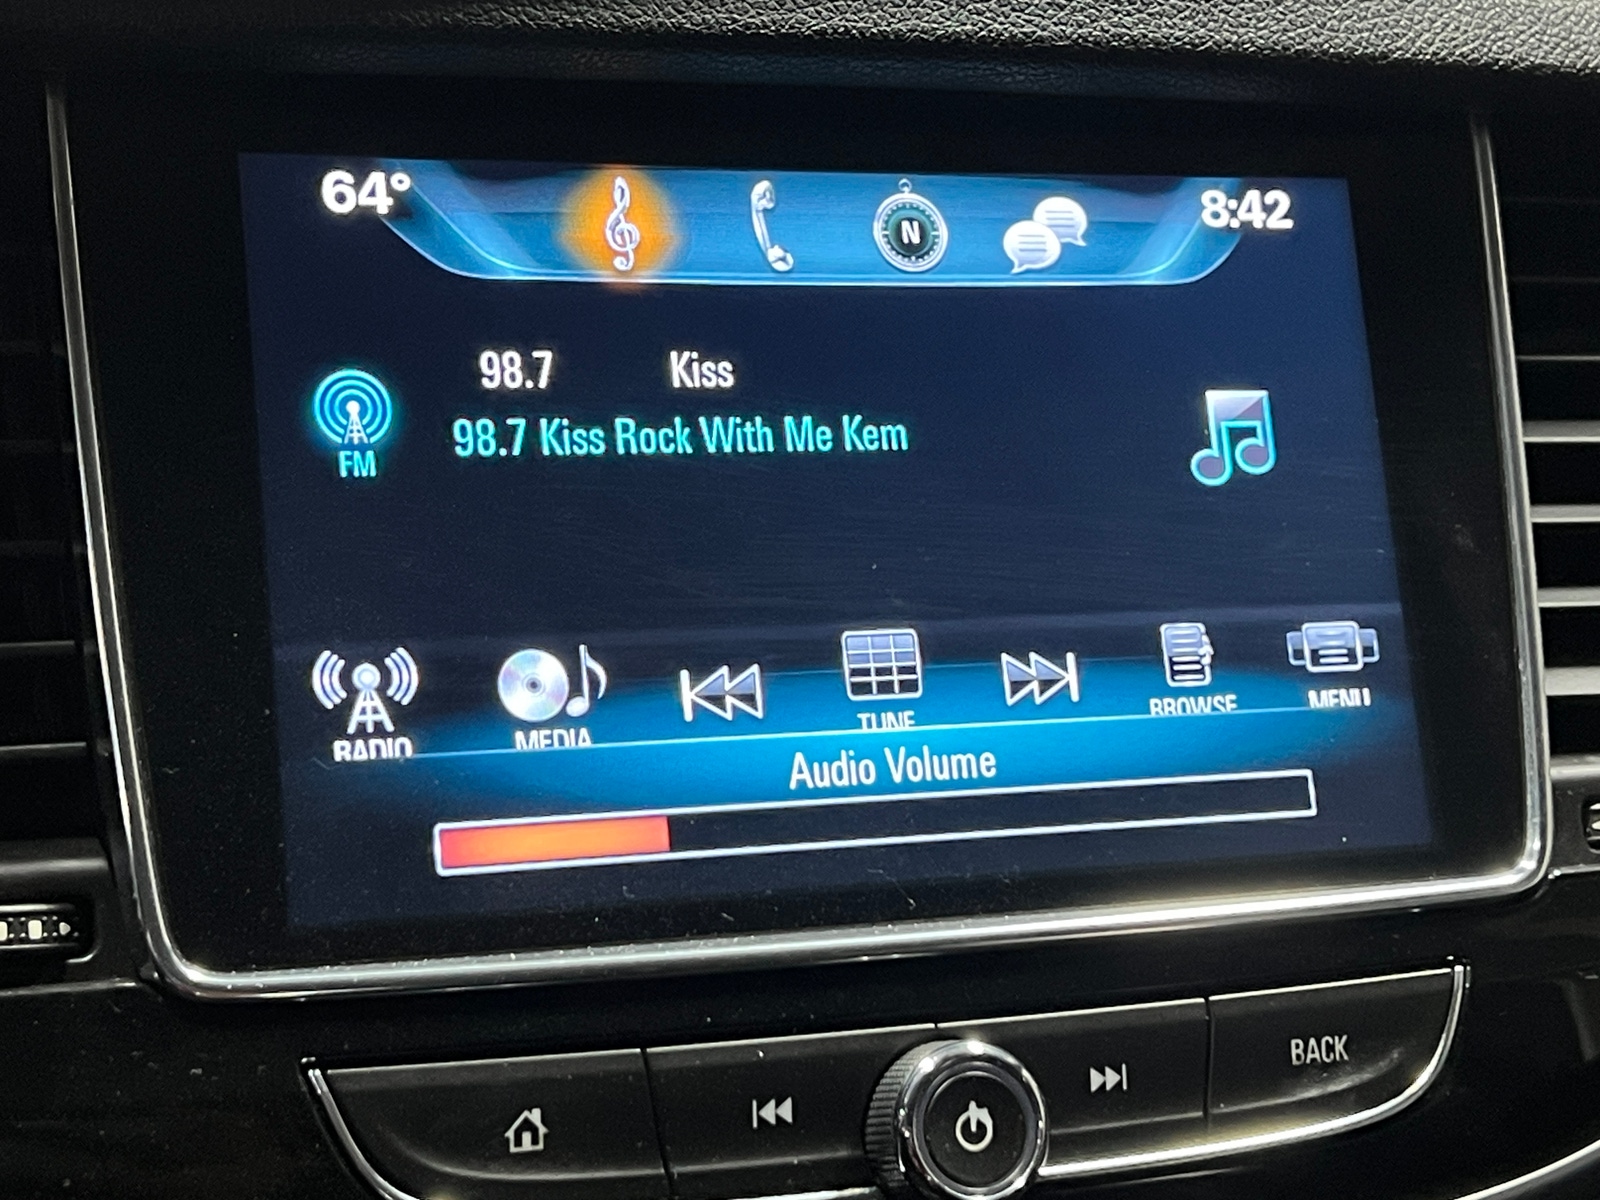 64° 8:42
N
98.7 Kiss
98.7 Kiss Rock With Me Kem
FM
RADIO MEDIA TUNE BROWSE MENU
Audio Volume
BACK